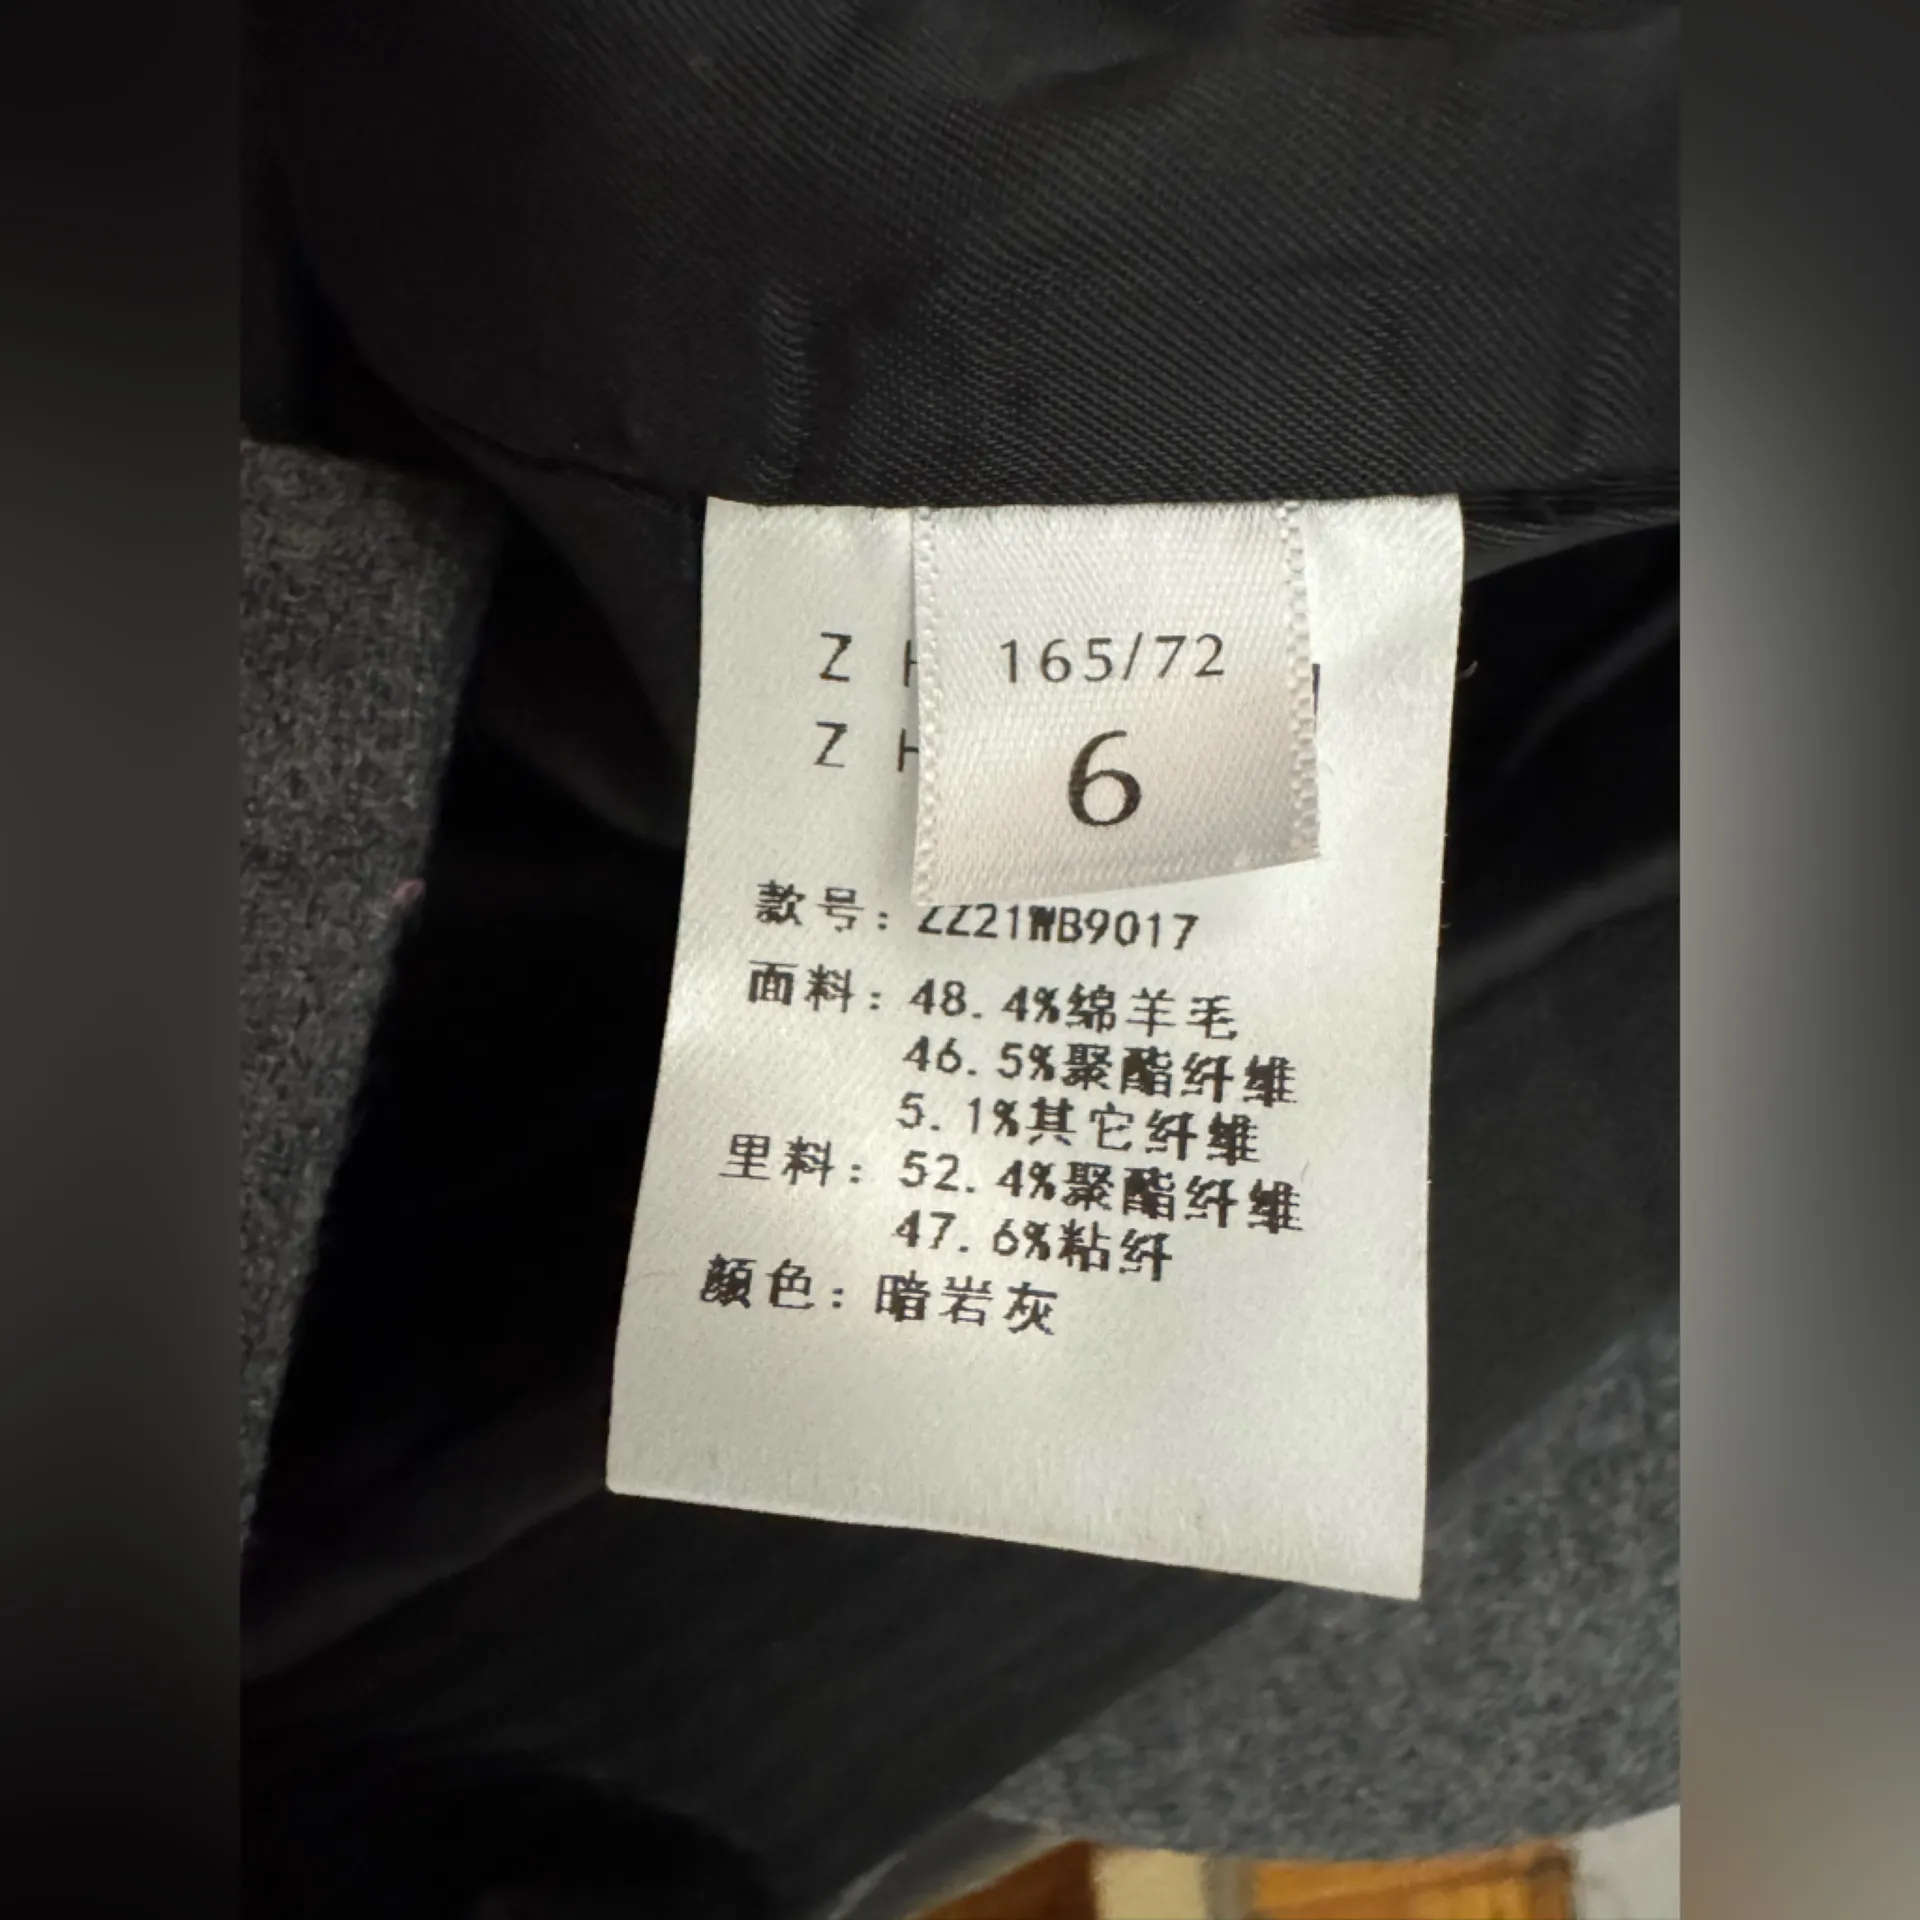 165/72
6
Z H
Z H
款号: ZZ21WB9017
面料: 48.4%绵羊毛
46.5%聚酯纤维
5.1%其它纤维
里料: 52.4%聚酯纤维
47.6%粘纤
颜色: 暗岩灰